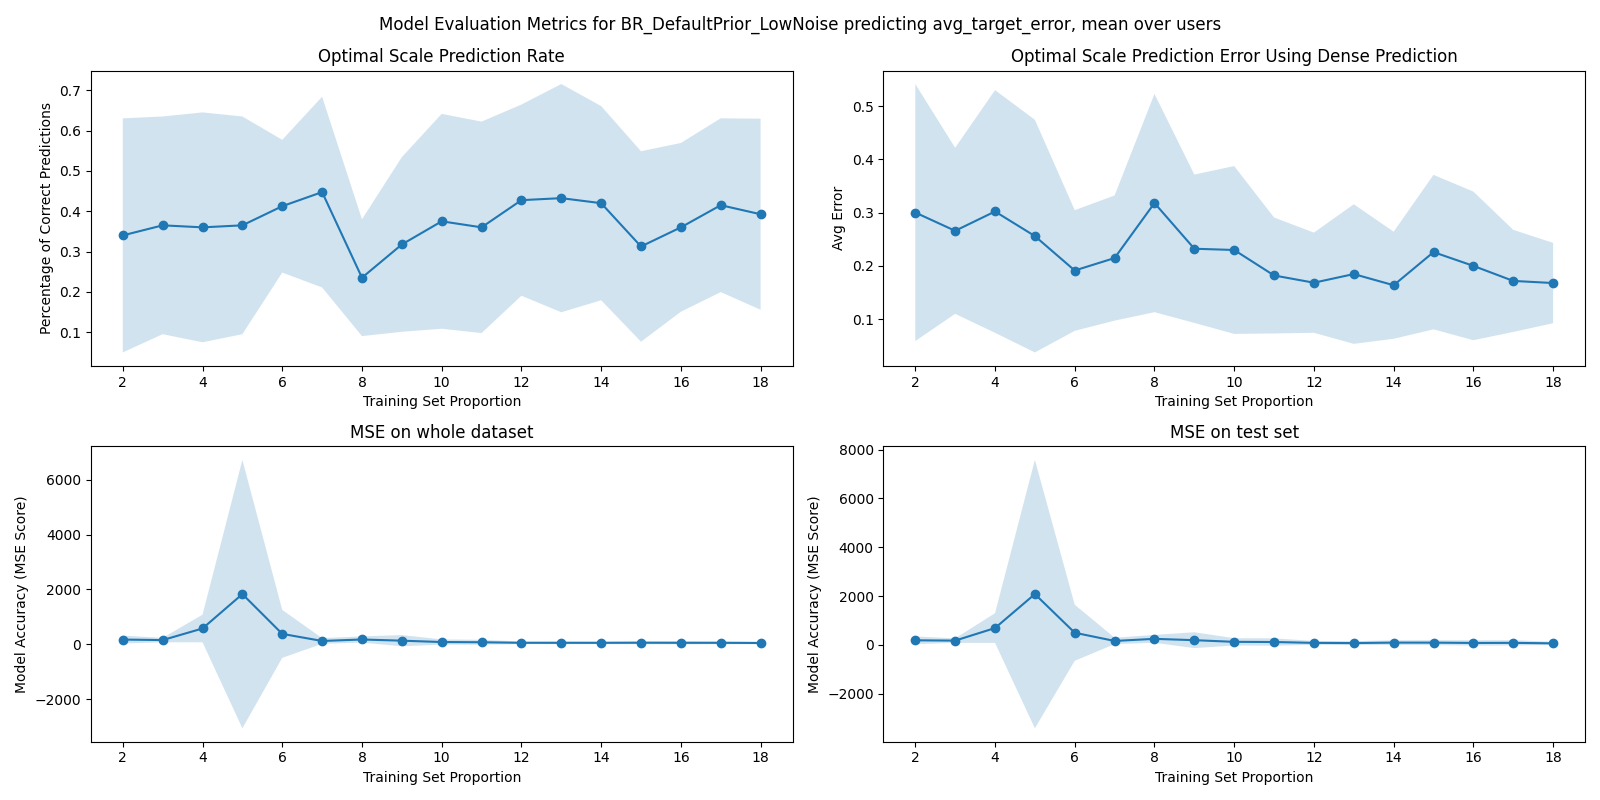 Model Evaluation Metrics for BR_DefaultPrior_LowNoise predicting avg_target_error, mean over users
Optimal Scale Prediction Rate
Percentage of Correct Predictions
0.7
0.6
0.5
0.4
0.3
0.2
0.1
2 4 6 8 10 12 14 16 18
Training Set Proportion
Optimal Scale Prediction Error Using Dense Prediction
Avg Error
0.5
0.4
0.3
0.2
0.1
2 4 6 8 10 12 14 16 18
Training Set Proportion
MSE on whole dataset
Model Accuracy (MSE Score)
6000
4000
2000
0
−2000
2 4 6 8 10 12 14 16 18
Training Set Proportion
MSE on test set
Model Accuracy (MSE Score)
8000
6000
4000
2000
0
−2000
2 4 6 8 10 12 14 16 18
Training Set Proportion